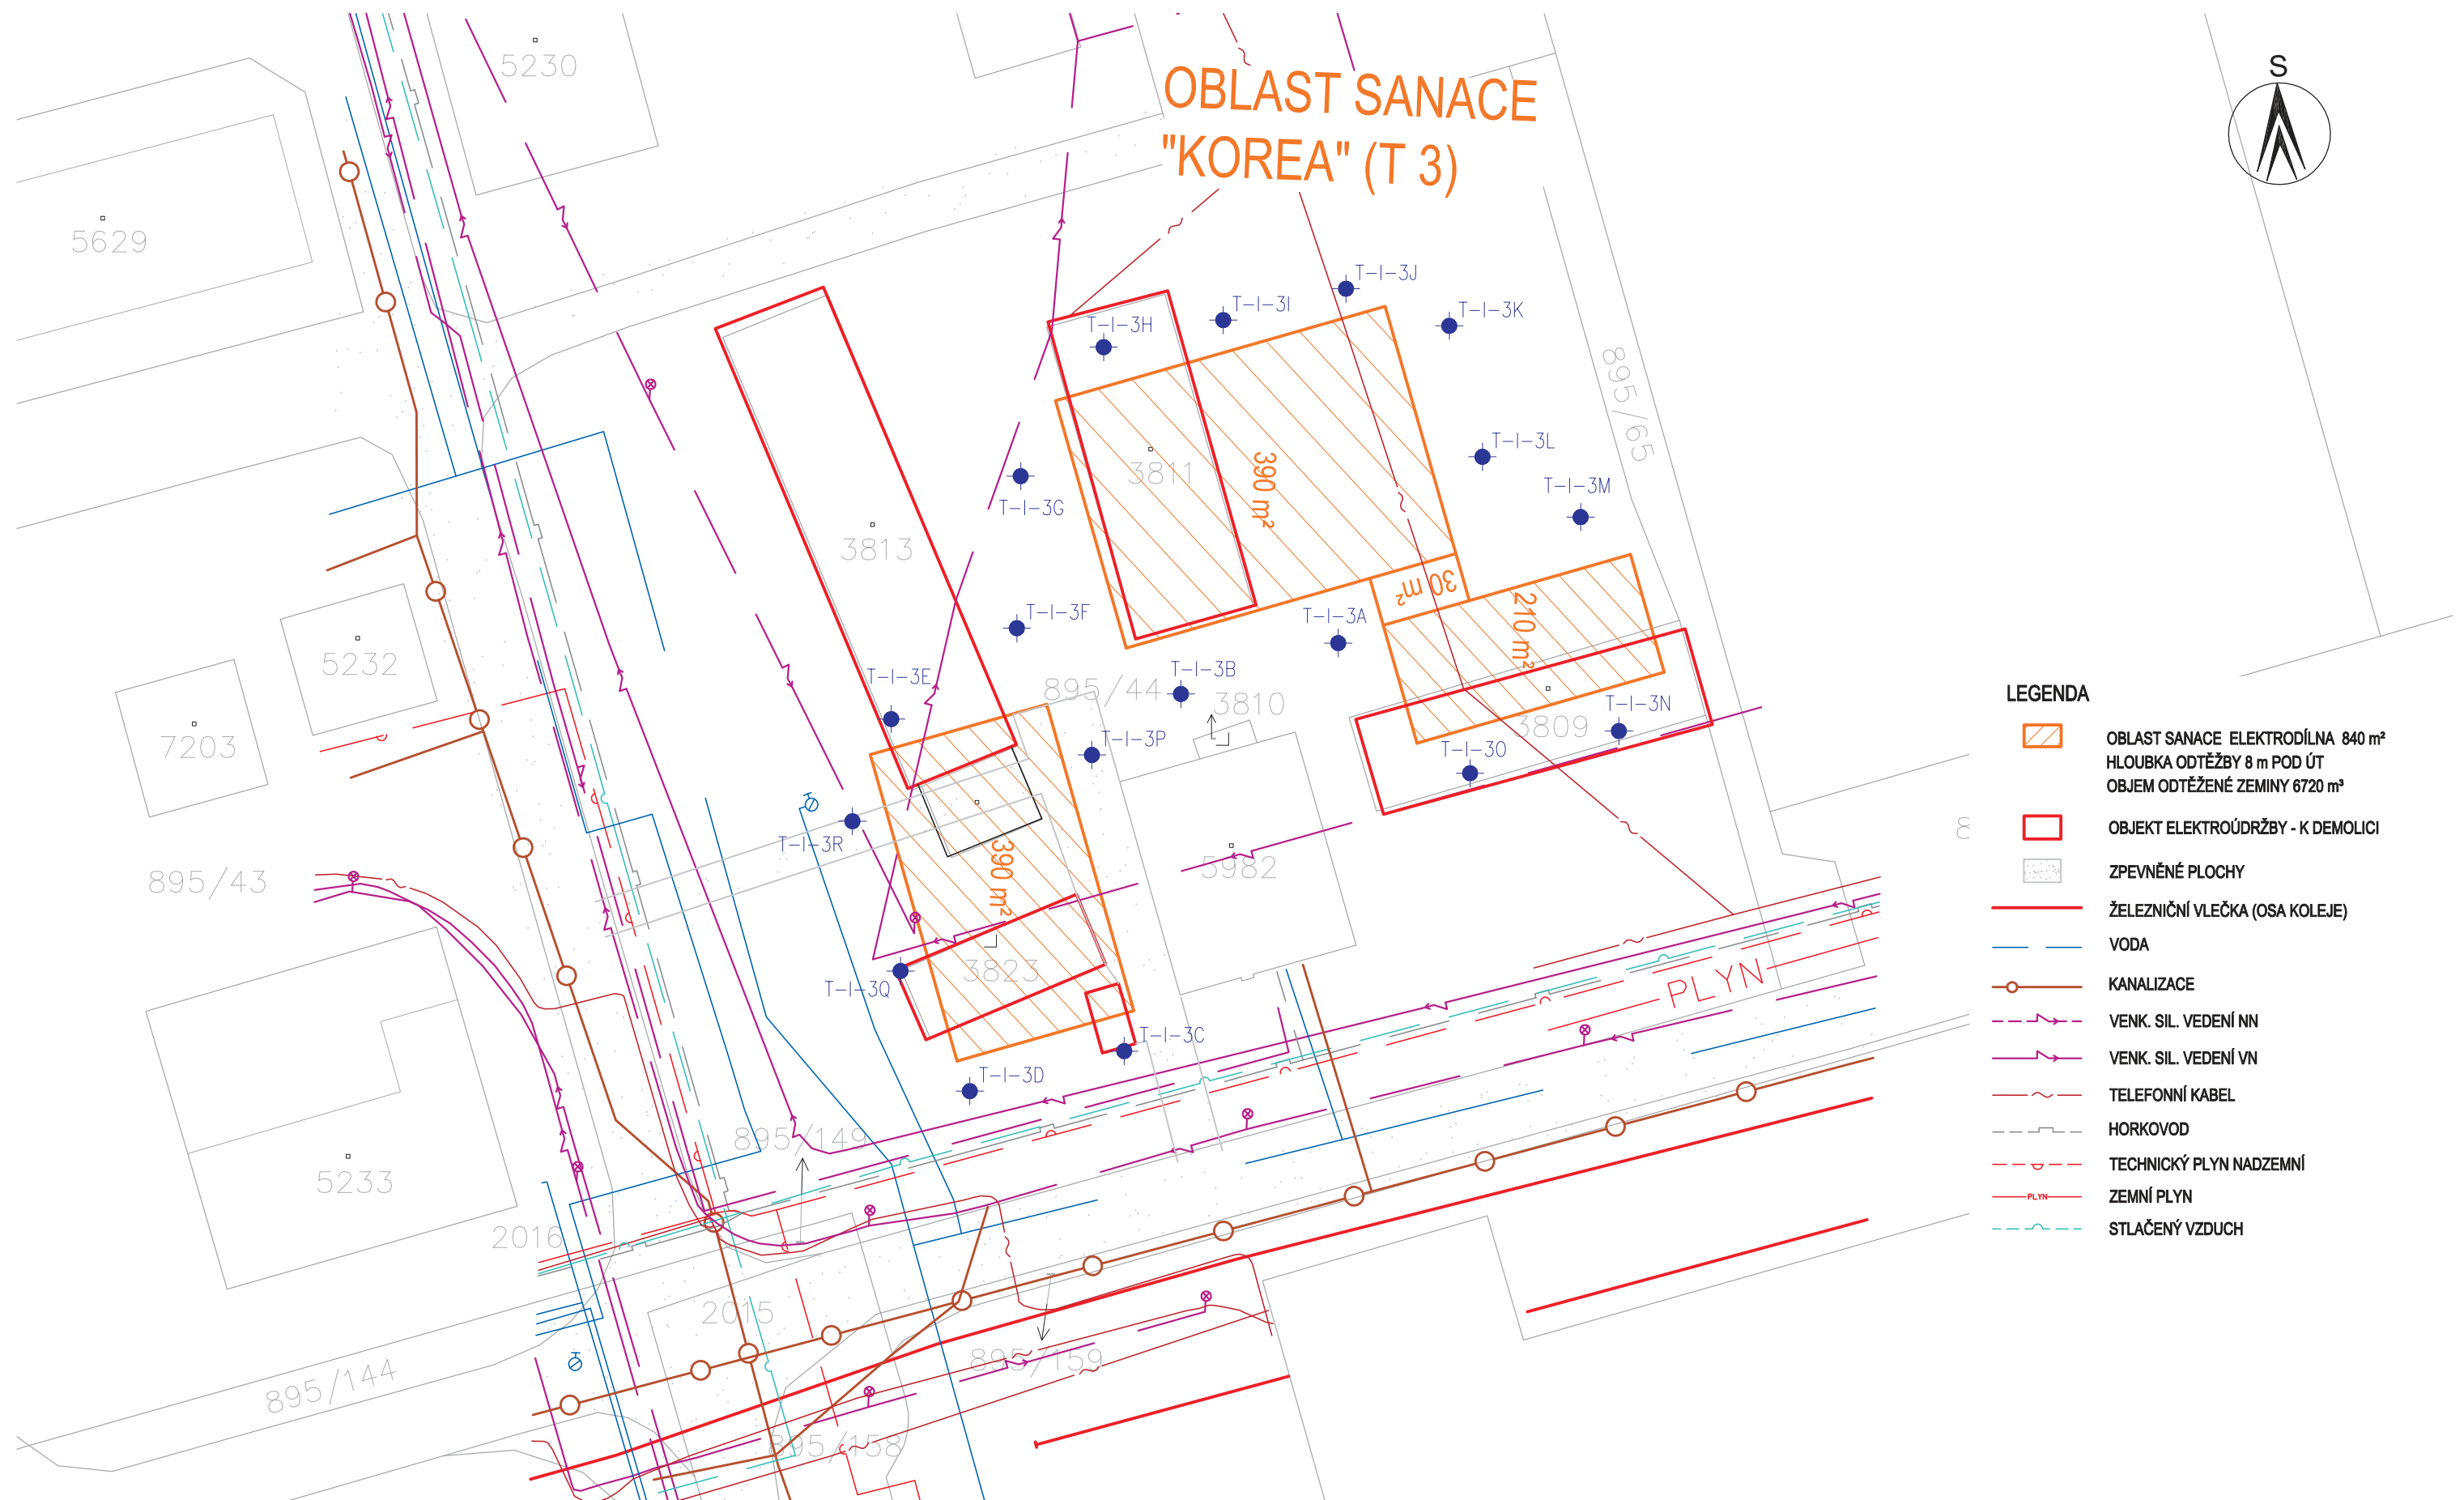 OBLAST SANACE
"KOREA" (T 3)
S
5230
5629
T-I-3J
T-I-3I
T-I-3K
T-I-3H
895/65
T-I-3L
3811
390 m²
T-I-3M
T-I-3G
3813
30 m²
210 m²
T-I-3F
T-I-3A
5232
T-I-3E
895/44
T-I-3B
3810
T-I-3N
3809
7203
T-I-3P
T-I-3O
T-I-3R
390 m²
5982
895/43
3823
T-I-3Q
PLYN
T-I-3C
T-I-3D
895/149
5233
2016
2015
895/159
895/144
895/158
8
LEGENDA
OBLAST SANACE ELEKTRODÍLNA 840 m²
HLOUBKA ODTĚŽBY 8 m POD ÚT
OBJEM ODTĚŽENÉ ZEMINY 6720 m³
OBJEKT ELEKTROÚDRŽBY - K DEMOLICI
ZPEVNĚNÉ PLOCHY
ŽELEZNIČNÍ VLEČKA (OSA KOLEJE)
VODA
KANALIZACE
VENK. SIL. VEDENÍ NN
VENK. SIL. VEDENÍ VN
TELEFONNÍ KABEL
HORKOVOD
TECHNICKÝ PLYN NADZEMNÍ
PLYN
ZEMNÍ PLYN
STLAČENÝ VZDUCH